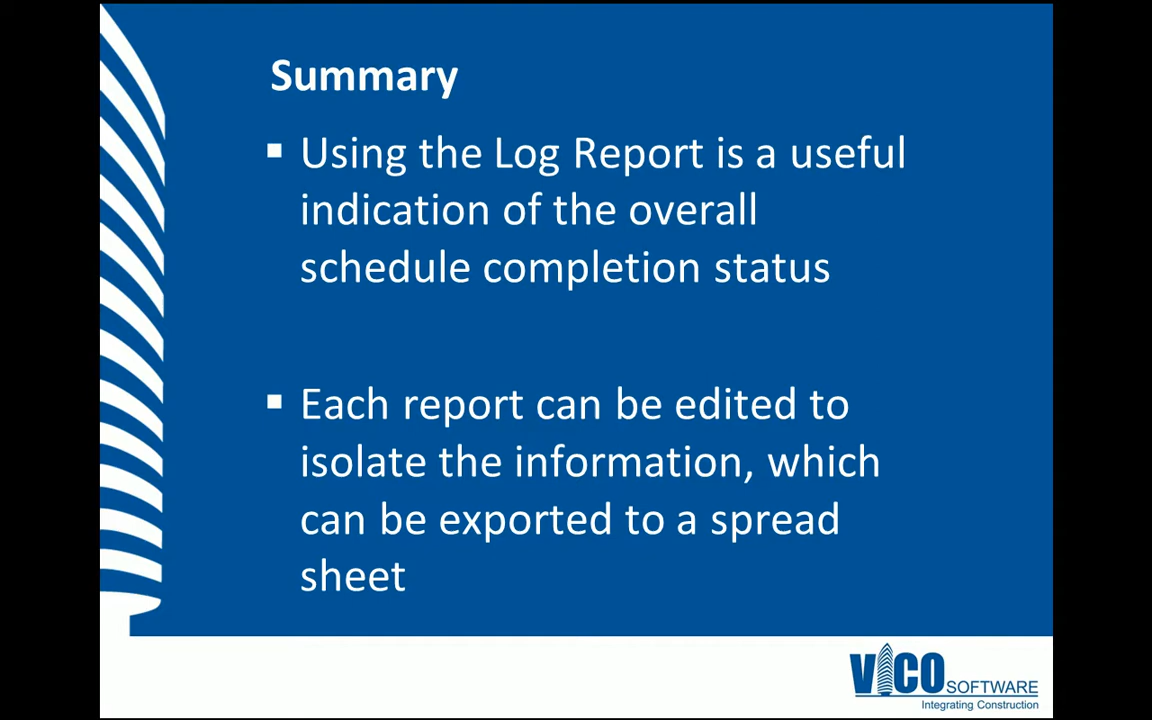 Summary
▪ Using the Log Report is a useful
indication of the overall
schedule completion status
▪ Each report can be edited to
isolate the information, which
can be exported to a spread
sheet
VICO SOFTWARE
Integrating Construction